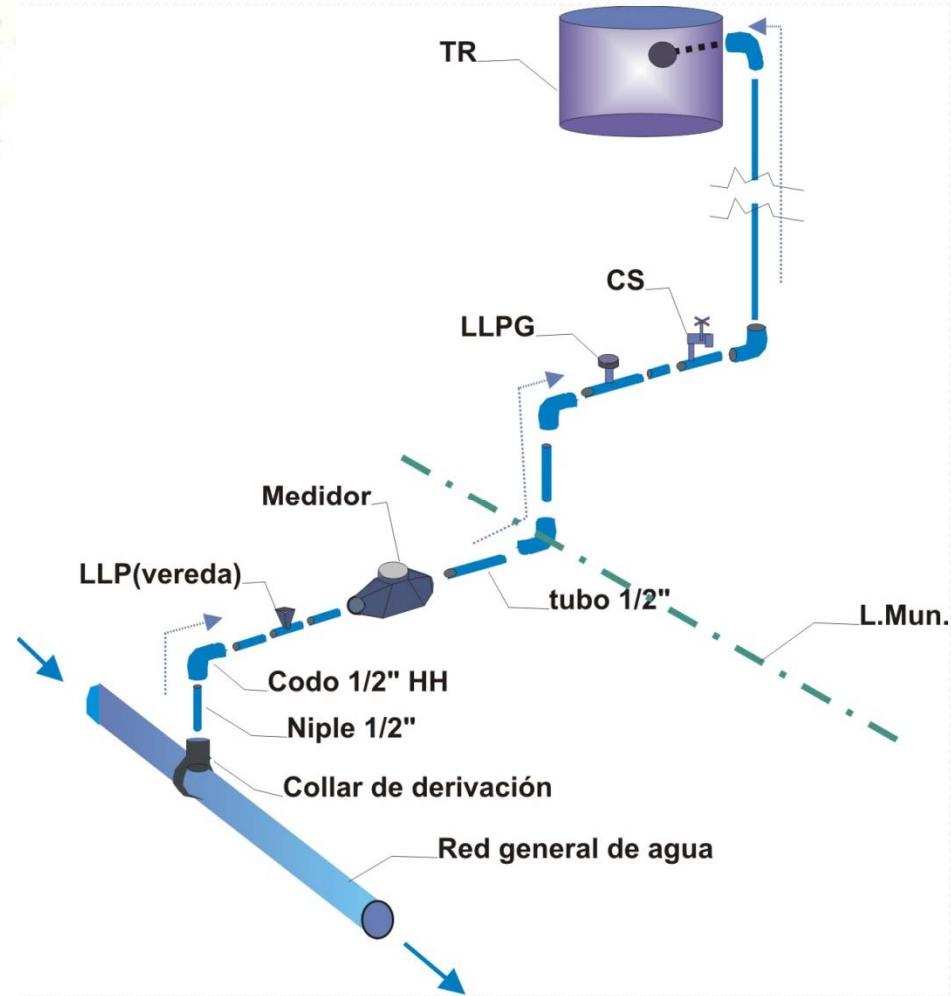 TR
CS
LLPG
Medidor
LLP(vereda)
tubo 1/2"
L.Mun.
Codo 1/2" HH
Niple 1/2"
Collar de derivación
Red general de agua